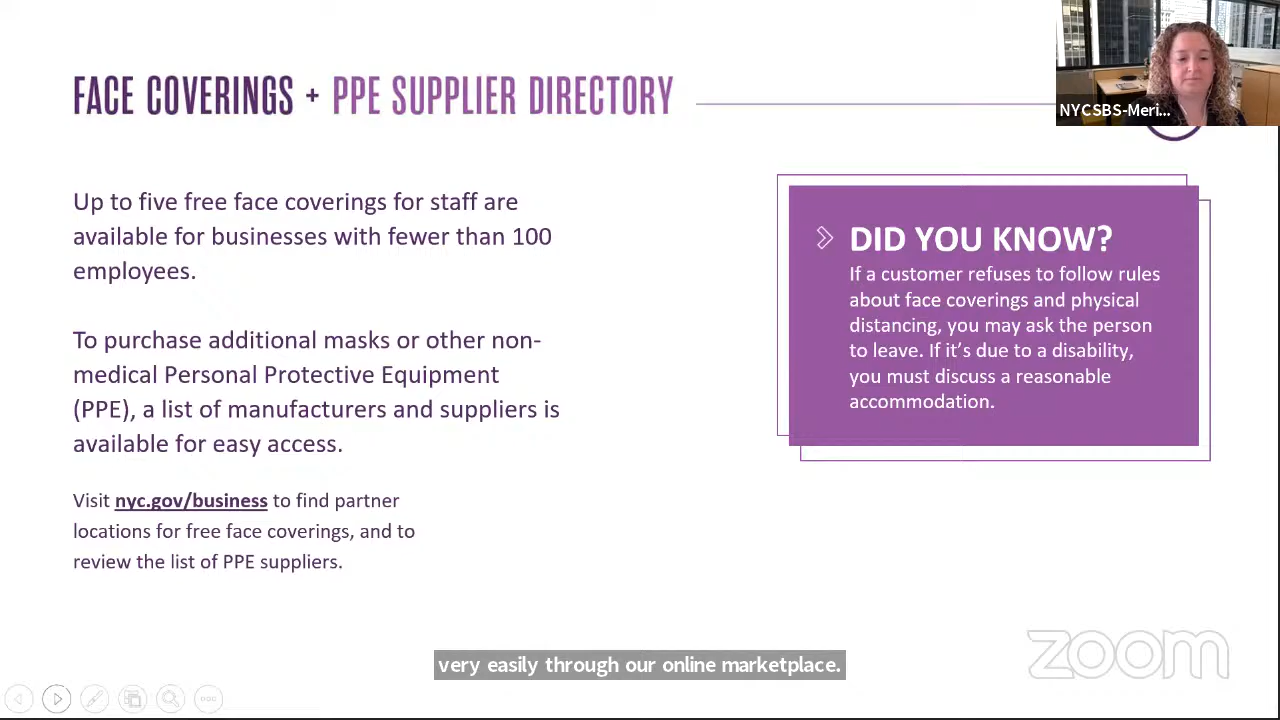 FACE COVERINGS + PPE SUPPLIER DIRECTORY
NYCSBS-Meri...
Up to five free face coverings for staff are
available for businesses with fewer than 100
employees.
To purchase additional masks or other non-
medical Personal Protective Equipment
(PPE), a list of manufacturers and suppliers is
available for easy access.
Visit nyc.gov/business to find partner
locations for free face coverings, and to
review the list of PPE suppliers.
DID YOU KNOW?
If a customer refuses to follow rules
about face coverings and physical
distancing, you may ask the person
to leave. If it’s due to a disability,
you must discuss a reasonable
accommodation.
very easily through our online marketplace.
zoom